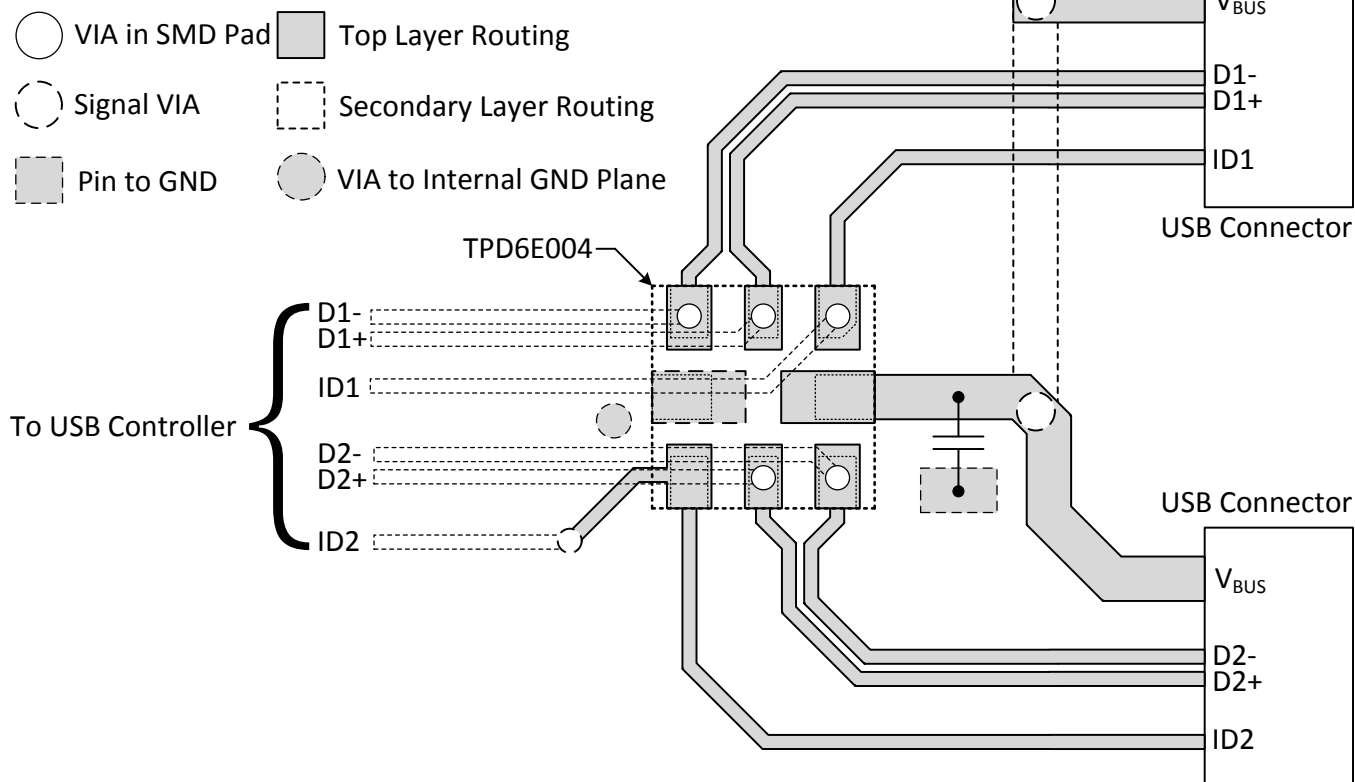 VIA in SMD Pad
Top Layer Routing
Signal VIA
Secondary Layer Routing
Pin to GND
VIA to Internal GND Plane
VBUS
D1-
D1+
ID1
USB Connector
TPD6E004
To USB Controller
D1-
D1+
ID1
D2-
D2+
ID2
USB Connector
VBUS
D2-
D2+
ID2